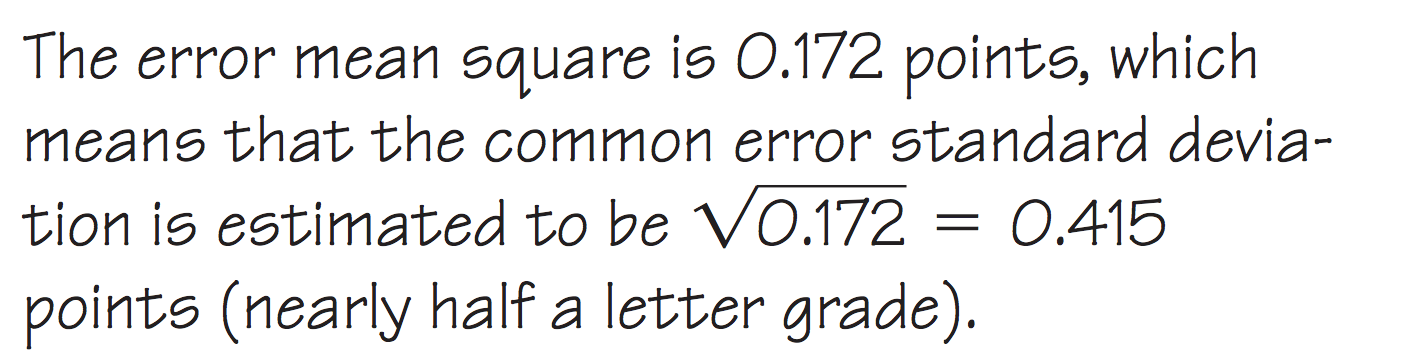 The error mean square is 0.172 points, which
means that the common error standard devia-
tion is estimated to be √0.172 = 0.415
points (nearly half a letter grade).